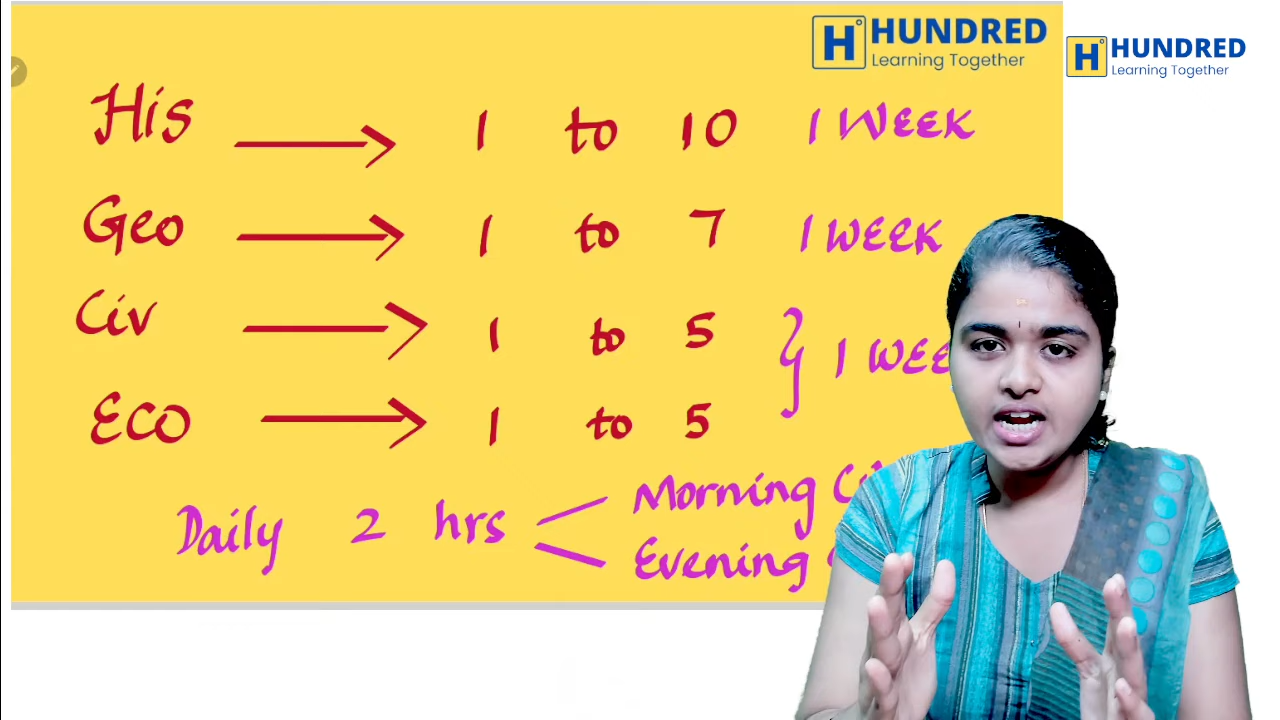 HUNDRED
Learning Together
HUNDRED
Learning Together
His 1 to 10 1 WEEK
Geo 1 to 7 1 WEEK
Civ 1 to 5
1
Eco 1 to 5
Daily 2 hrs
Morning
Evening